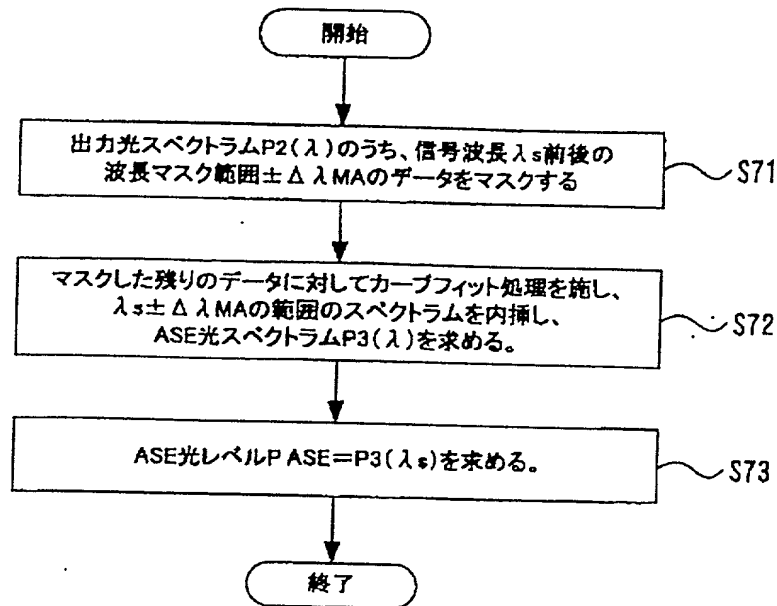 開始
出力光スペクトラムP2(λ)のうち、信号波長λs前後の
波長マスク範囲±ΔλMAのデータをマスクする
S71
マスクした残りのデータに対してカーブフィット処理を施し、
λs±ΔλMAの範囲のスペクトラムを内挿し、
ASE光スペクトラムP3(λ)を求める。
S72
ASE光レベルP ASE=P3(λs)を求める。
S73
終了